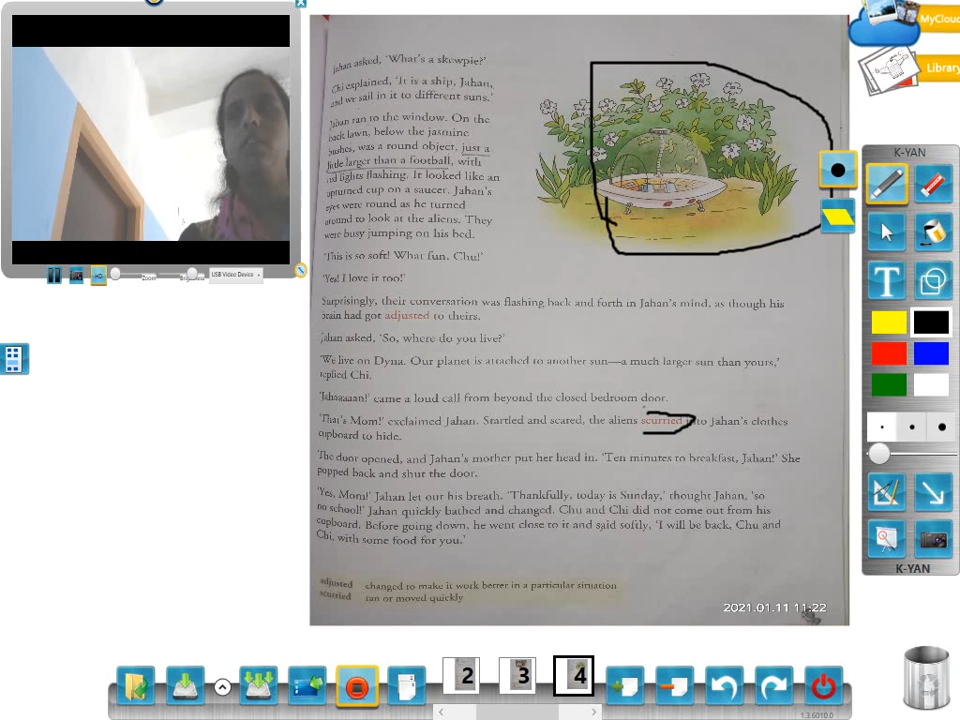 MyCloud
Library
K-YAN
Jahan asked, 'What's a skewpie?'
Chi explained, 'It is a ship, Jahan,
and we sail in it to different suns.'
Jahan ran to the window. On the
back lawn, below the jasmine
bushes, was a round object, just a
little larger than a football, with
red lights flashing. It looked like an
upturned cup on a saucer. Jahan's
eyes were round as he turned
around to look at the aliens. They
were busy jumping on his bed.
'This is so soft! What fun, Chu!'
'Yes! I love it too!'
Surprisingly, their conversation was flashing back and forth in Jahan's mind, as though his
brain had got adjusted to theirs.
Jahan asked, 'So, where do you live?'
'We live on Dyna. Our planet is attached to another sun—a much larger sun than yours,'
replied Chi.
'Jahaaaaan!' came a loud call from beyond the closed bedroom door.
'That's Mom!' exclaimed Jahan. Startled and scared, the aliens scurried into Jahan's clothes
cupboard to hide.
The door opened, and Jahan's mother put her head in. 'Ten minutes to breakfast, Jahan!' She
popped back and shut the door.
'Yes, Mom!' Jahan let out his breath. 'Thankfully, today is Sunday,' thought Jahan, 'so
no school!' Jahan quickly bathed and changed. Chu and Chi did not come out from his
cupboard. Before going down, he went close to it and said softly, 'I will be back, Chu and
Chi, with some food for you.'
adjusted changed to make it work better in a particular situation
scurried ran or moved quickly
2021.01.11 11:22
USB Video Device
T
K-YAN
2
3
4
1.3.6010.0